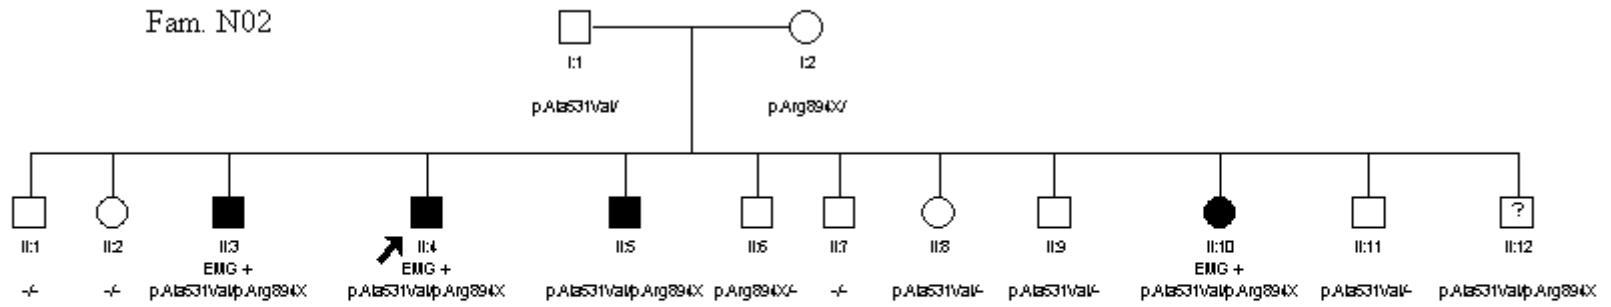 Fam. N02
I:1 I:2
p.Ala531Val/ p.Arg894X/
?
II:1 II:2 II:3 II:4 II:5 II:6 II:7 II:8 II:9 II:10 II:11 II:12
EMG + EMG + EMG +
-/- -/- p.Ala531Val/p.Arg894X p.Ala531Val/p.Arg894X p.Ala531Val/p.Arg894X p.Arg894X/- -/- p.Ala531Val/- p.Ala531Val/- p.Ala531Val/p.Arg894X p.Ala531Val/- p.Ala531Val/p.Arg894X